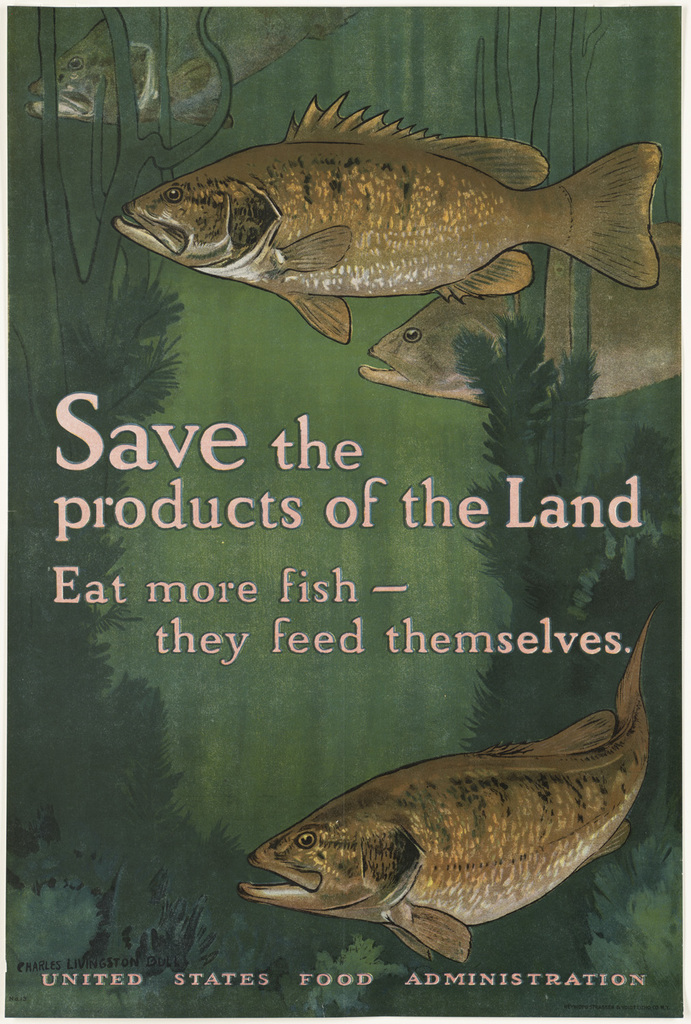 Save the
products of the Land
Eat more fish —
they feed themselves.
CHARLES LIVINGSTON BULL
UNITED STATES FOOD ADMINISTRATION